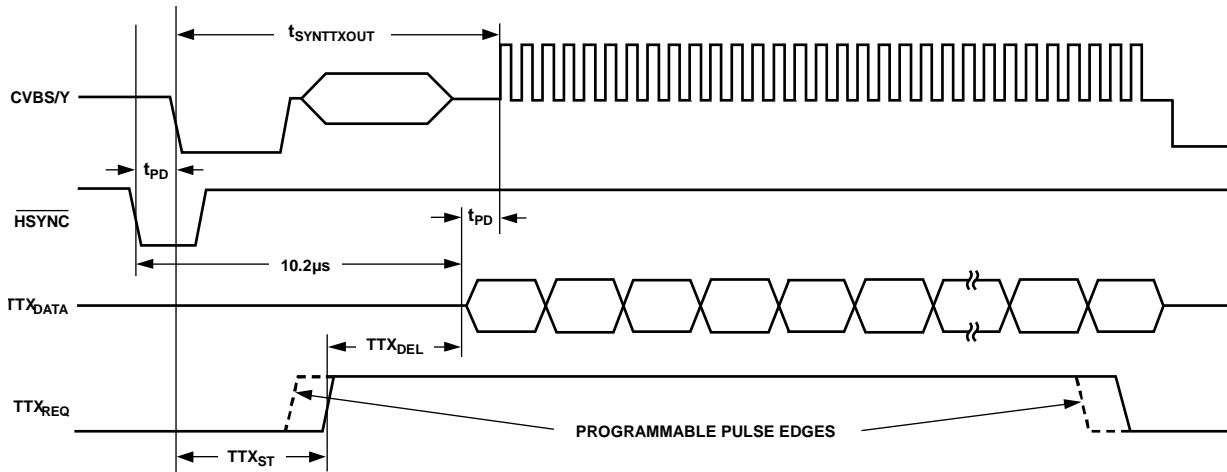 tSYNTTXOUT
CVBS/Y
tPD
HSYNC
tPD
10.2µs
TTXDATA
TTXDEL
TTXREQ
PROGRAMMABLE PULSE EDGES
TTXST